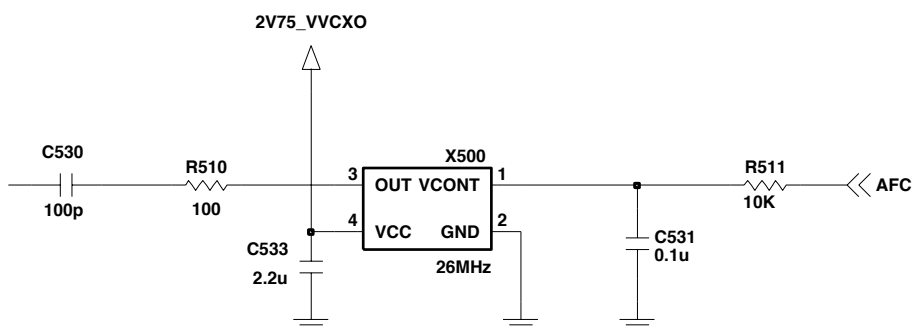 2V75_VVCXO
C530
100p
R510
100
X500
3
OUT
VCONT
1
4
VCC
GND
2
26MHz
C533
2.2u
C531
0.1u
R511
10K
AFC